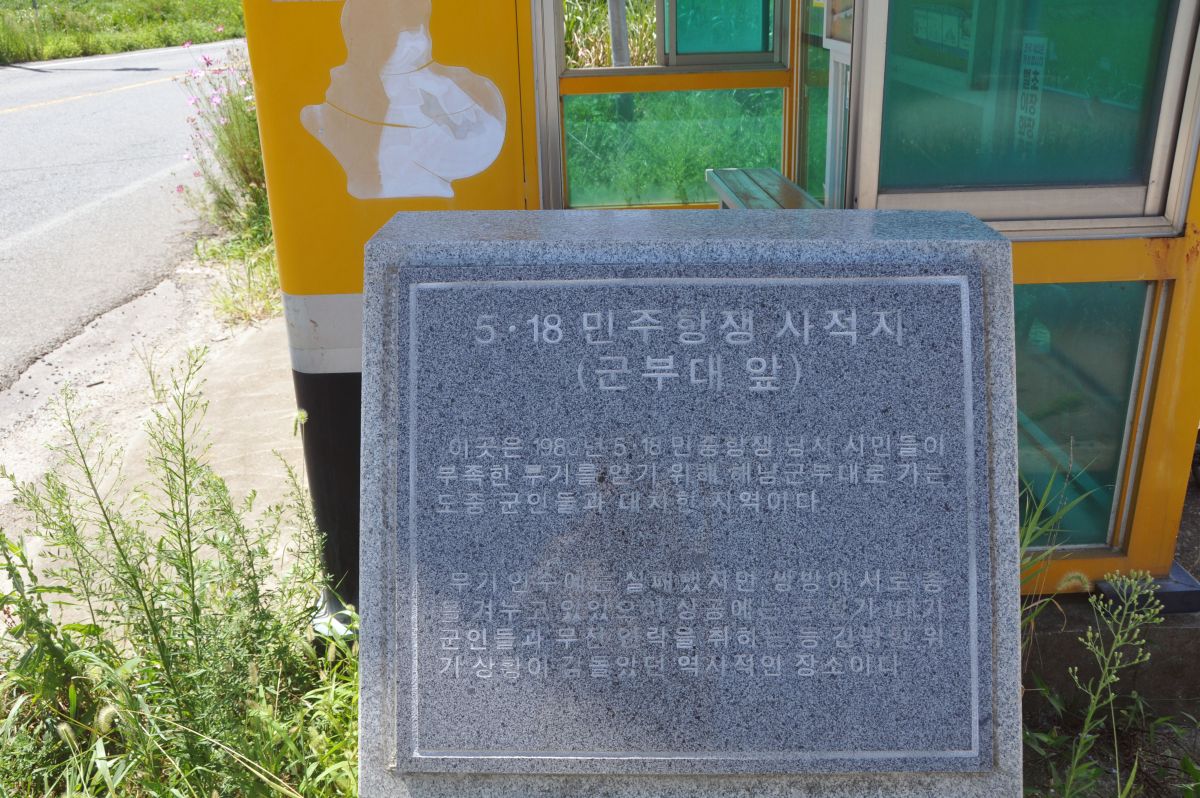 5·18 민주항쟁 사적지
(군부대 앞)
이곳은 1980년 5·18 민중항쟁 당시 시민들이
부족한 무기를 얻기 위해 해남군부대로 가는
도중 군인들과 대치한 지역이다.
무기 인수에는 실패했지만 쌍방이 서로 총
을 겨누고 있었으며 상공에는
군인들과 무선 연락을 취하는 등 긴박한 위
기 상황이 감돌았던 역사적인 장소이다.